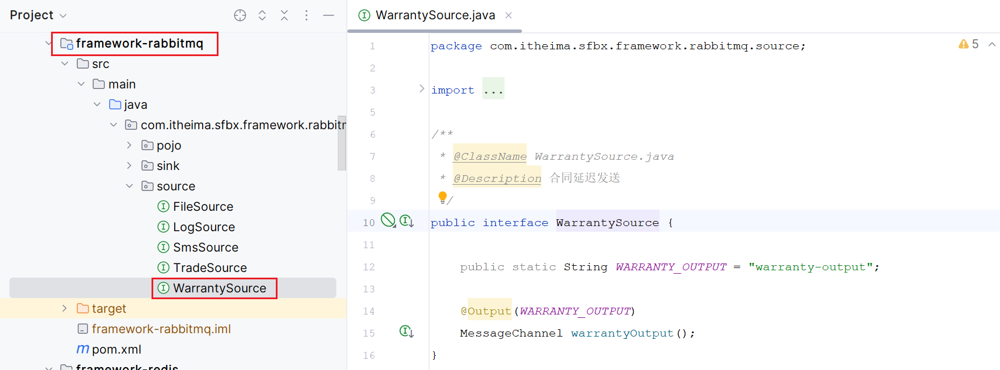 Project
framework-rabbitmq
src
main
java
com.itheima.sfbx.framework.rabbitm
pojo
sink
source
FileSource
LogSource
SmsSource
TradeSource
WarrantySource
target
framework-rabbitmq.iml
pom.xml
framework-redis
WarrantySource.java
1 package com.itheima.sfbx.framework.rabbitmq.source;
5
2
3 import ...
5
6 /**
7 * @ClassName WarrantySource.java
8 * @Description 合同延迟发送
9 */
10 public interface WarrantySource {
11
12 public static String WARRANTY_OUTPUT = "warranty-output";
13
14 @Output(WARRANTY_OUTPUT)
15 MessageChannel warrantyOutput();
16 }